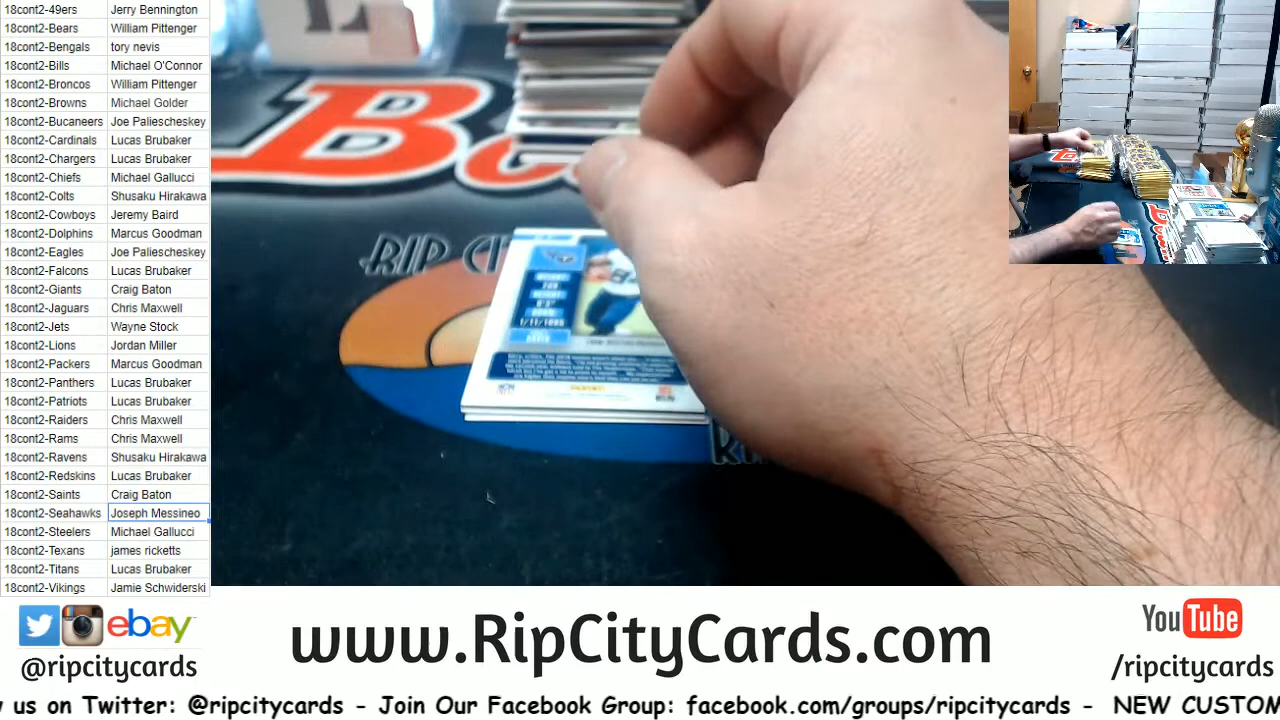 18cont2-49ers Jerry Bennington
18cont2-Bears William Pittenger
18cont2-Bengals tory nevis
18cont2-Bills Michael O'Connor
18cont2-Broncos William Pittenger
18cont2-Browns Michael Golder
18cont2-Bucaneers Joe Paliescheskey
18cont2-Cardinals Lucas Brubaker
18cont2-Chargers Lucas Brubaker
18cont2-Chiefs Michael Gallucci
18cont2-Colts Shusaku Hirakawa
18cont2-Cowboys Jeremy Baird
18cont2-Dolphins Marcus Goodman
18cont2-Eagles Joe Paliescheskey
18cont2-Falcons Lucas Brubaker
18cont2-Giants Craig Baton
18cont2-Jaguars Chris Maxwell
18cont2-Jets Wayne Stock
18cont2-Lions Jordan Miller
18cont2-Packers Marcus Goodman
18cont2-Panthers Lucas Brubaker
18cont2-Patriots Lucas Brubaker
18cont2-Raiders Chris Maxwell
18cont2-Rams Chris Maxwell
18cont2-Ravens Shusaku Hirakawa
18cont2-Redskins Lucas Brubaker
18cont2-Saints Craig Baton
18cont2-Seahawks Joseph Messineo
18cont2-Steelers Michael Gallucci
18cont2-Texans james ricketts
18cont2-Titans Lucas Brubaker
18cont2-Vikings Jamie Schwiderski
RIP CI
ebay
@ripcitycards
www.RipCityCards.com
YouTube
/ripcitycards
w us on Twitter: @ripcitycards - Join Our Facebook Group: facebook.com/groups/ripcitycards - NEW CUSTOM